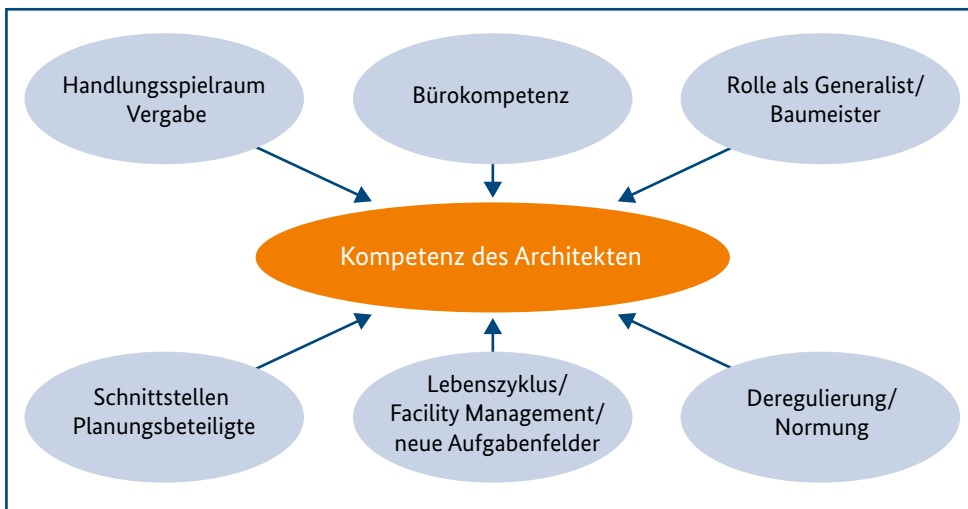 Handlungsspielraum
Vergabe
Bürokompetenz
Rolle als Generalist/
Baumeister
Kompetenz des Architekten
Schnittstellen
Planungsbeteiligte
Lebenszyklus/
Facility Management/
neue Aufgabenfelder
Deregulierung/
Normung